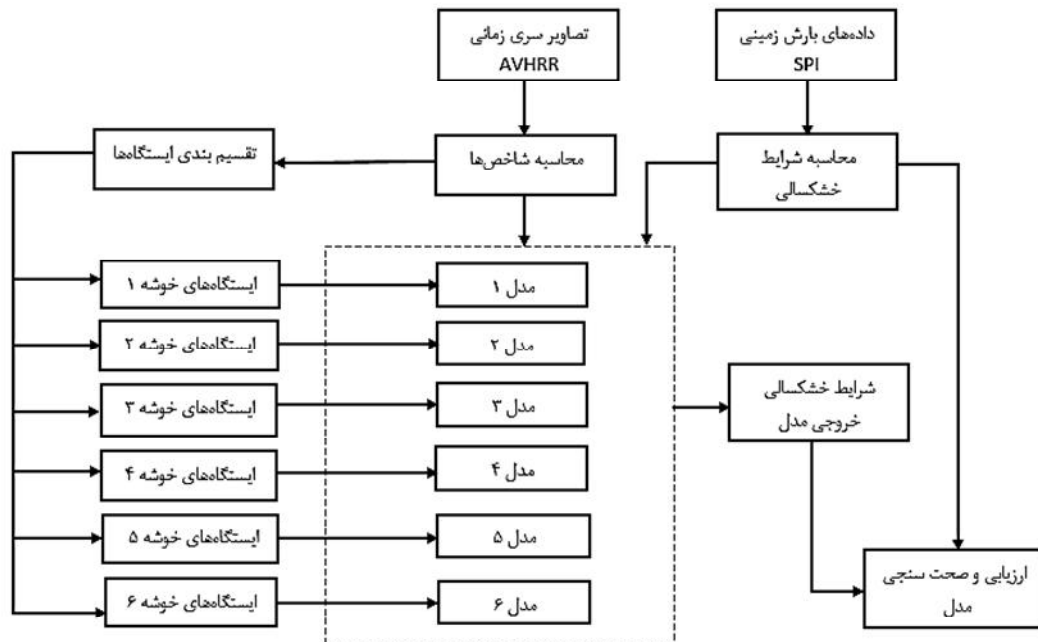 تصاویر سری زمانی
AVHRR
داده‌های بارش زمینی
SPI
تقسیم بندی ایستگاه‌ها
محاسبه شاخص‌ها
محاسبه شرایط
خشکسالی
ایستگاه‌های خوشه ۱
مدل ۱
ایستگاه‌های خوشه ۲
مدل ۲
ایستگاه‌های خوشه ۳
مدل ۳
شرایط خشکسالی
خروجی مدل
ایستگاه‌های خوشه ۴
مدل ۴
ایستگاه‌های خوشه ۵
مدل ۵
ارزیابی و صحت سنجی
مدل
ایستگاه‌های خوشه ۶
مدل ۶